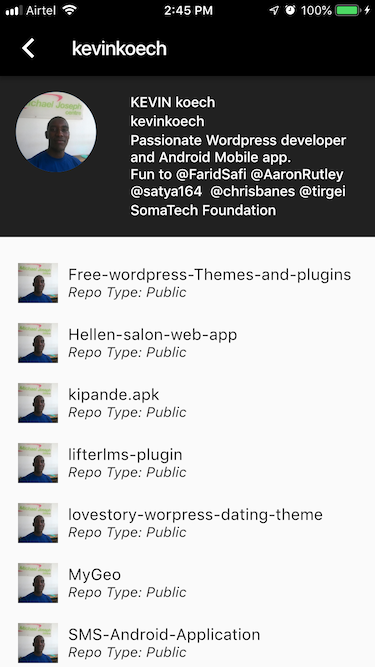 Airtel 2:45 PM 100%
kevinkoech
Michael Joseph
centre
KEVIN koech
kevinkoech
Passionate Wordpress developer
and Android Mobile app.
Fun to @FaridSafi @AaronRutley
@satya164 @chrisbanes @tirgei
SomaTech Foundation
Free-wordpress-Themes-and-plugins
Repo Type: Public
Hellen-salon-web-app
Repo Type: Public
kipande.apk
Repo Type: Public
lifterlms-plugin
Repo Type: Public
lovestory-worpress-dating-theme
Repo Type: Public
MyGeo
Repo Type: Public
SMS-Android-Application
Repo Type: Public